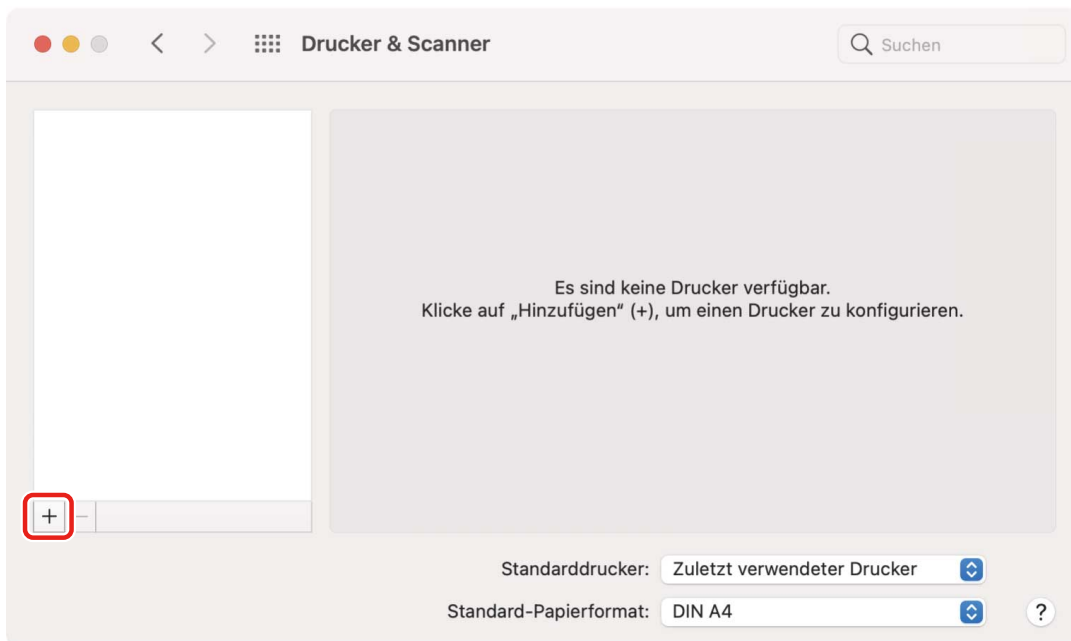 Drucker & Scanner
Suchen
Es sind keine Drucker verfügbar.
Klicke auf „Hinzufügen“ (+), um einen Drucker zu konfigurieren.
+ −
Standarddrucker: Zuletzt verwendeter Drucker
Standard-Papierformat: DIN A4
?